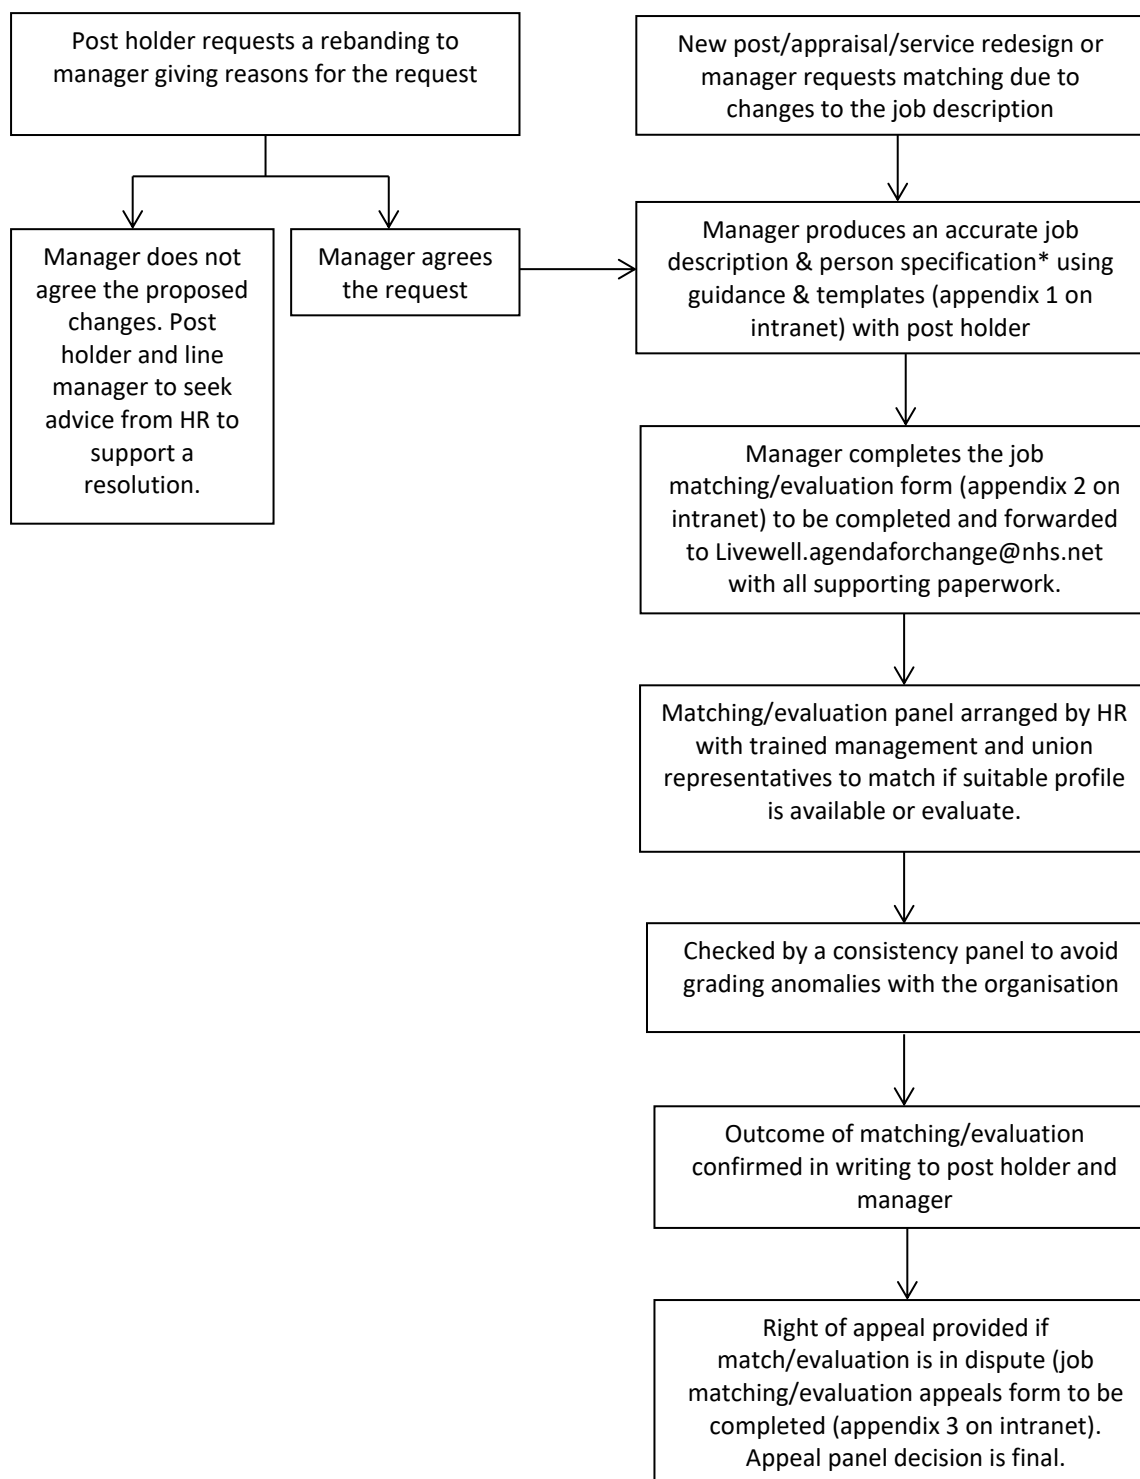 Post holder requests a rebanding to
manager giving reasons for the request
New post/appraisal/service redesign or
manager requests matching due to
changes to the job description
Manager does not
agree the proposed
changes. Post
holder and line
manager to seek
advice from HR to
support a
resolution.
Manager agrees
the request
Manager produces an accurate job
description & person specification* using
guidance & templates (appendix 1 on
intranet) with post holder
Manager completes the job
matching/evaluation form (appendix 2 on
intranet) to be completed and forwarded
to Livewell.agendaforchange@nhs.net
with all supporting paperwork.
Matching/evaluation panel arranged by HR
with trained management and union
representatives to match if suitable profile
is available or evaluate.
Checked by a consistency panel to avoid
grading anomalies with the organisation
Outcome of matching/evaluation
confirmed in writing to post holder and
manager
Right of appeal provided if
match/evaluation is in dispute (job
matching/evaluation appeals form to be
completed (appendix 3 on intranet).
Appeal panel decision is final.